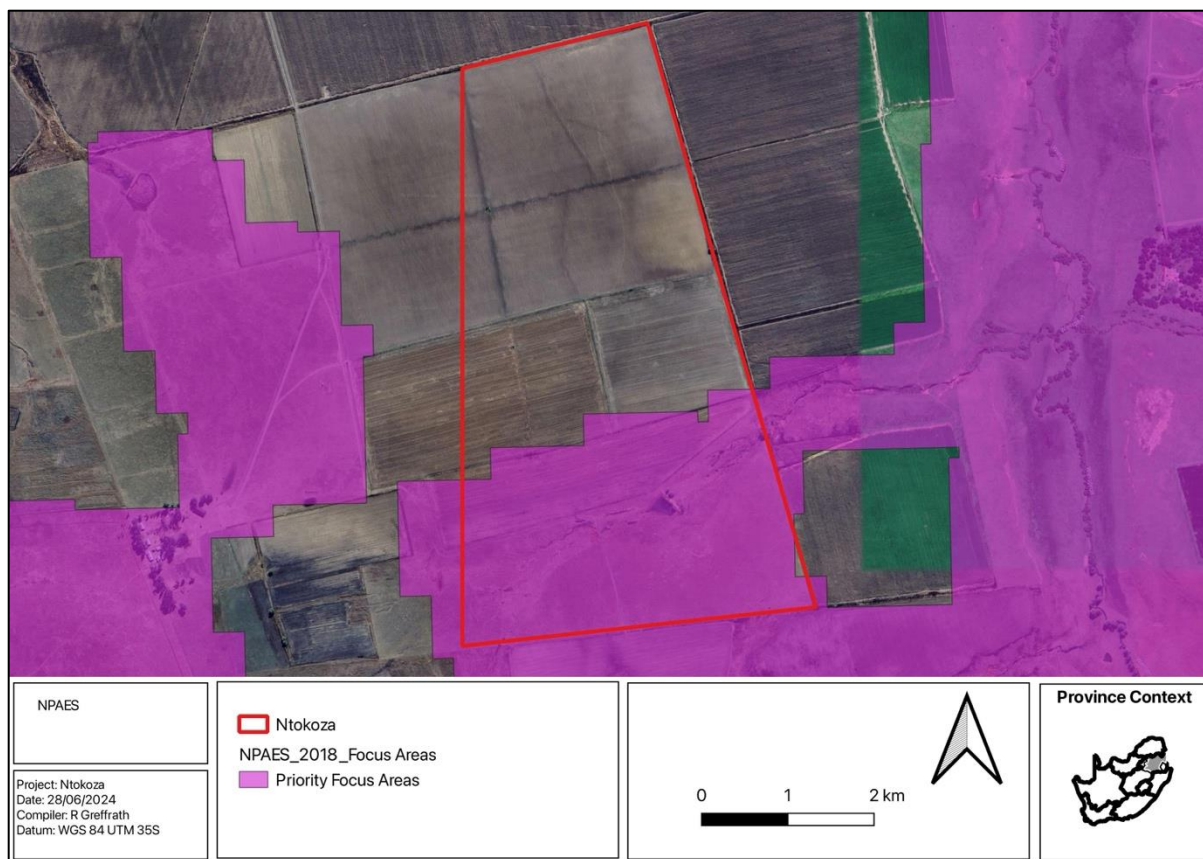 NPAES
Project: Ntokoza
Date: 28/06/2024
Compiler: R Greffrath
Datum: WGS 84 UTM 35S
Ntokoza
NPAES_2018_Focus Areas
Priority Focus Areas
0 1 2 km
Province Context